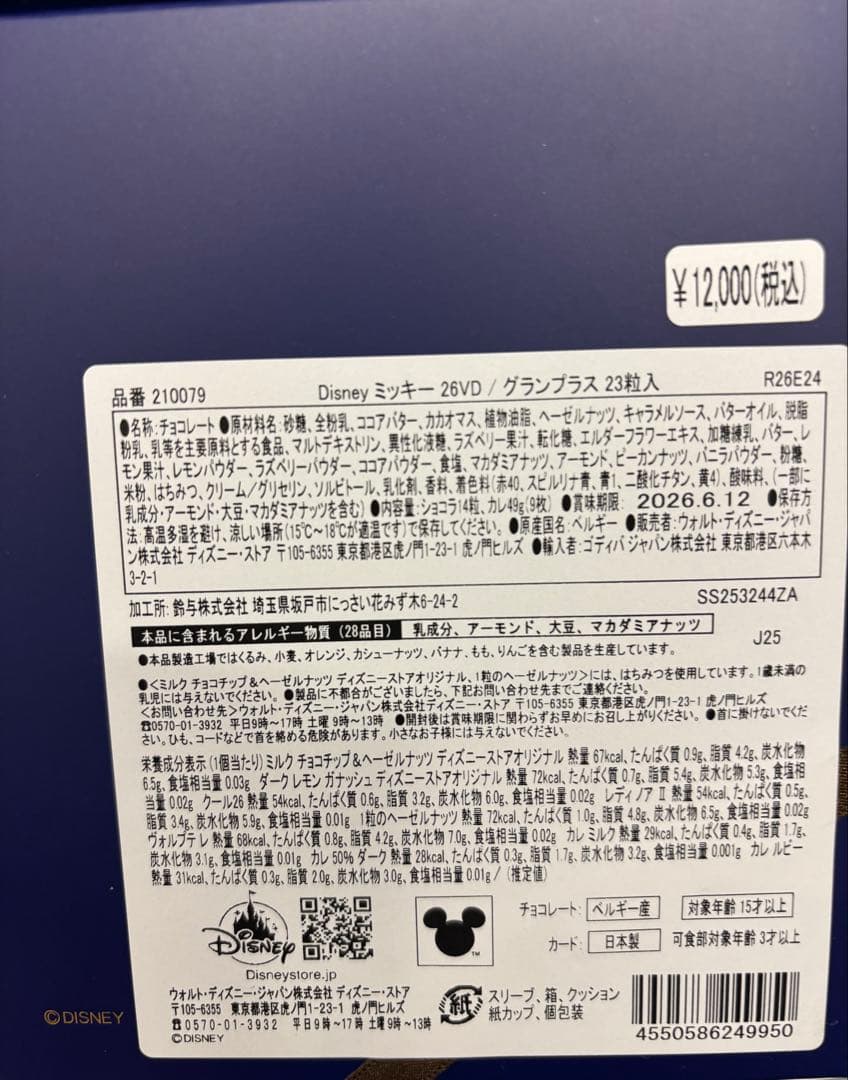 ¥12,000(税込)
品番 210079 Disney ミッキー 26VD / グランプラス 23粒入 R26E24
●名称:チョコレート ●原材料名:砂糖、全粉乳、ココアバター、カカオマス、植物油脂、ヘーゼルナッツ、キャラメルソース、バターオイル、脱脂
粉乳、乳等を主要原料とする食品、マルトデキストリン、異性化液糖、ラズベリー果汁、転化糖、エルダーフラワーエキス、加糖練乳、バター、レ
モン果汁、レモンパウダー、ラズベリーパウダー、ココアパウダー、食塩、マカダミアナッツ、アーモンド、ピーカンナッツ、バニラパウダー、粉糖、
米粉、はちみつ、クリーム/グリセリン、ソルビトール、乳化剤、香料、着色料(赤40、スピルリナ青、青1、二酸化チタン、黄4)、酸味料、(一部に
乳成分・アーモンド・大豆・マカダミアナッツを含む) ●内容量:ショコラ14粒、カレ49g(9枚) ●賞味期限: 2026.6.12 ●保存方
法:高温多湿を避け、涼しい場所(15℃~18℃が適温です)で保存してください。 ●原産国名:ベルギー ●販売者:ウォルト・ディズニー・ジャパ
ン株式会社 ディズニー・ストア 〒105-6355 東京都港区虎ノ門1-23-1 虎ノ門ヒルズ ●輸入者:ゴディバ ジャパン株式会社 東京都港区六本木
3-2-1
加工所: 鈴与株式会社 埼玉県坂戸市にっさい花みず木6-24-2 SS253244ZA
本品に含まれるアレルギー物質(28品目) 乳成分、アーモンド、大豆、マカダミアナッツ J25
●本品製造工場ではくるみ、小麦、オレンジ、カシューナッツ、バナナ、もも、りんごを含む製品を生産しています。
●<ミルク チョコチップ&ヘーゼルナッツ ディズニーストアオリジナル、1粒のヘーゼルナッツ>には、はちみつを使用しています。1歳未満の
乳児には与えないでください。 ●製品に不都合がございましたら、下記お問い合わせ先までご連絡ください。
<お問い合わせ先> ウォルト・ディズニー・ジャパン株式会社ディズニー・ストア 〒105-6355 東京都港区虎ノ門1-23-1 虎ノ門ヒルズ
☎0570-01-3932 平日9時~17時 土曜 9時~13時 ●開封後は賞味期限に関わらずお早めにお召し上がりください。 ●首に掛けないでくだ
さい。ひも、コードなどで首を絡める危険があります。小さなお子様には与えないでください。
栄養成分表示 (1個当たり)ミルク チョコチップ&ヘーゼルナッツ ディズニーストアオリジナル 熱量 67kcal、たんぱく質 0.9g、脂質 4.2g、炭水化物
6.5g、食塩相当量 0.03g ダーク レモン ガナッシュ ディズニーストアオリジナル 熱量 72kcal、たんぱく質 0.7g、脂質 5.4g、炭水化物 5.3g、食塩相
当量 0.02g クール26 熱量 54kcal、たんぱく質 0.6g、脂質 3.2g、炭水化物 6.0g、食塩相当量 0.02g レディ ノア Ⅱ 熱量 54kcal、たんぱく質 0.5g、
脂質 3.4g、炭水化物 5.9g、食塩相当量 0.01g 1粒のヘーゼルナッツ 熱量 72kcal、たんぱく質 1.0g、脂質 4.8g、炭水化物 6.5g、食塩相当量 0.02g
ヴォルプテ レ 熱量 68kcal、たんぱく質 0.8g、脂質 4.2g、炭水化物 7.0g、食塩相当量 0.02g カレ ミルク 熱量 29kcal、たんぱく質 0.4g、脂質 1.7g、
炭水化物 3.1g、食塩相当量 0.01g カレ 50% ダーク 熱量 28kcal、たんぱく質 0.3g、脂質 1.7g、炭水化物 3.2g、食塩相当量 0.001g カレ ルビー
熱量 31kcal、たんぱく質 0.3g、脂質 2.0g、炭水化物 3.0g、食塩相当量 0.01g / (推定値)
Disney
Disneystore.jp
TM
チョコレート: ベルギー産 対象年齢 15才以上
カード: 日本製 可食部対象年齢 3才以上
ウォルト・ディズニー・ジャパン株式会社 ディズニー・ストア
〒105-6355 東京都港区虎ノ門1-23-1 虎ノ門ヒルズ
☎0570-01-3932 平日9時~17時 土曜 9時~13時
©DISNEY
紙 スリーブ、箱、クッション
紙カップ、個包装
4550586249950
©DISNEY